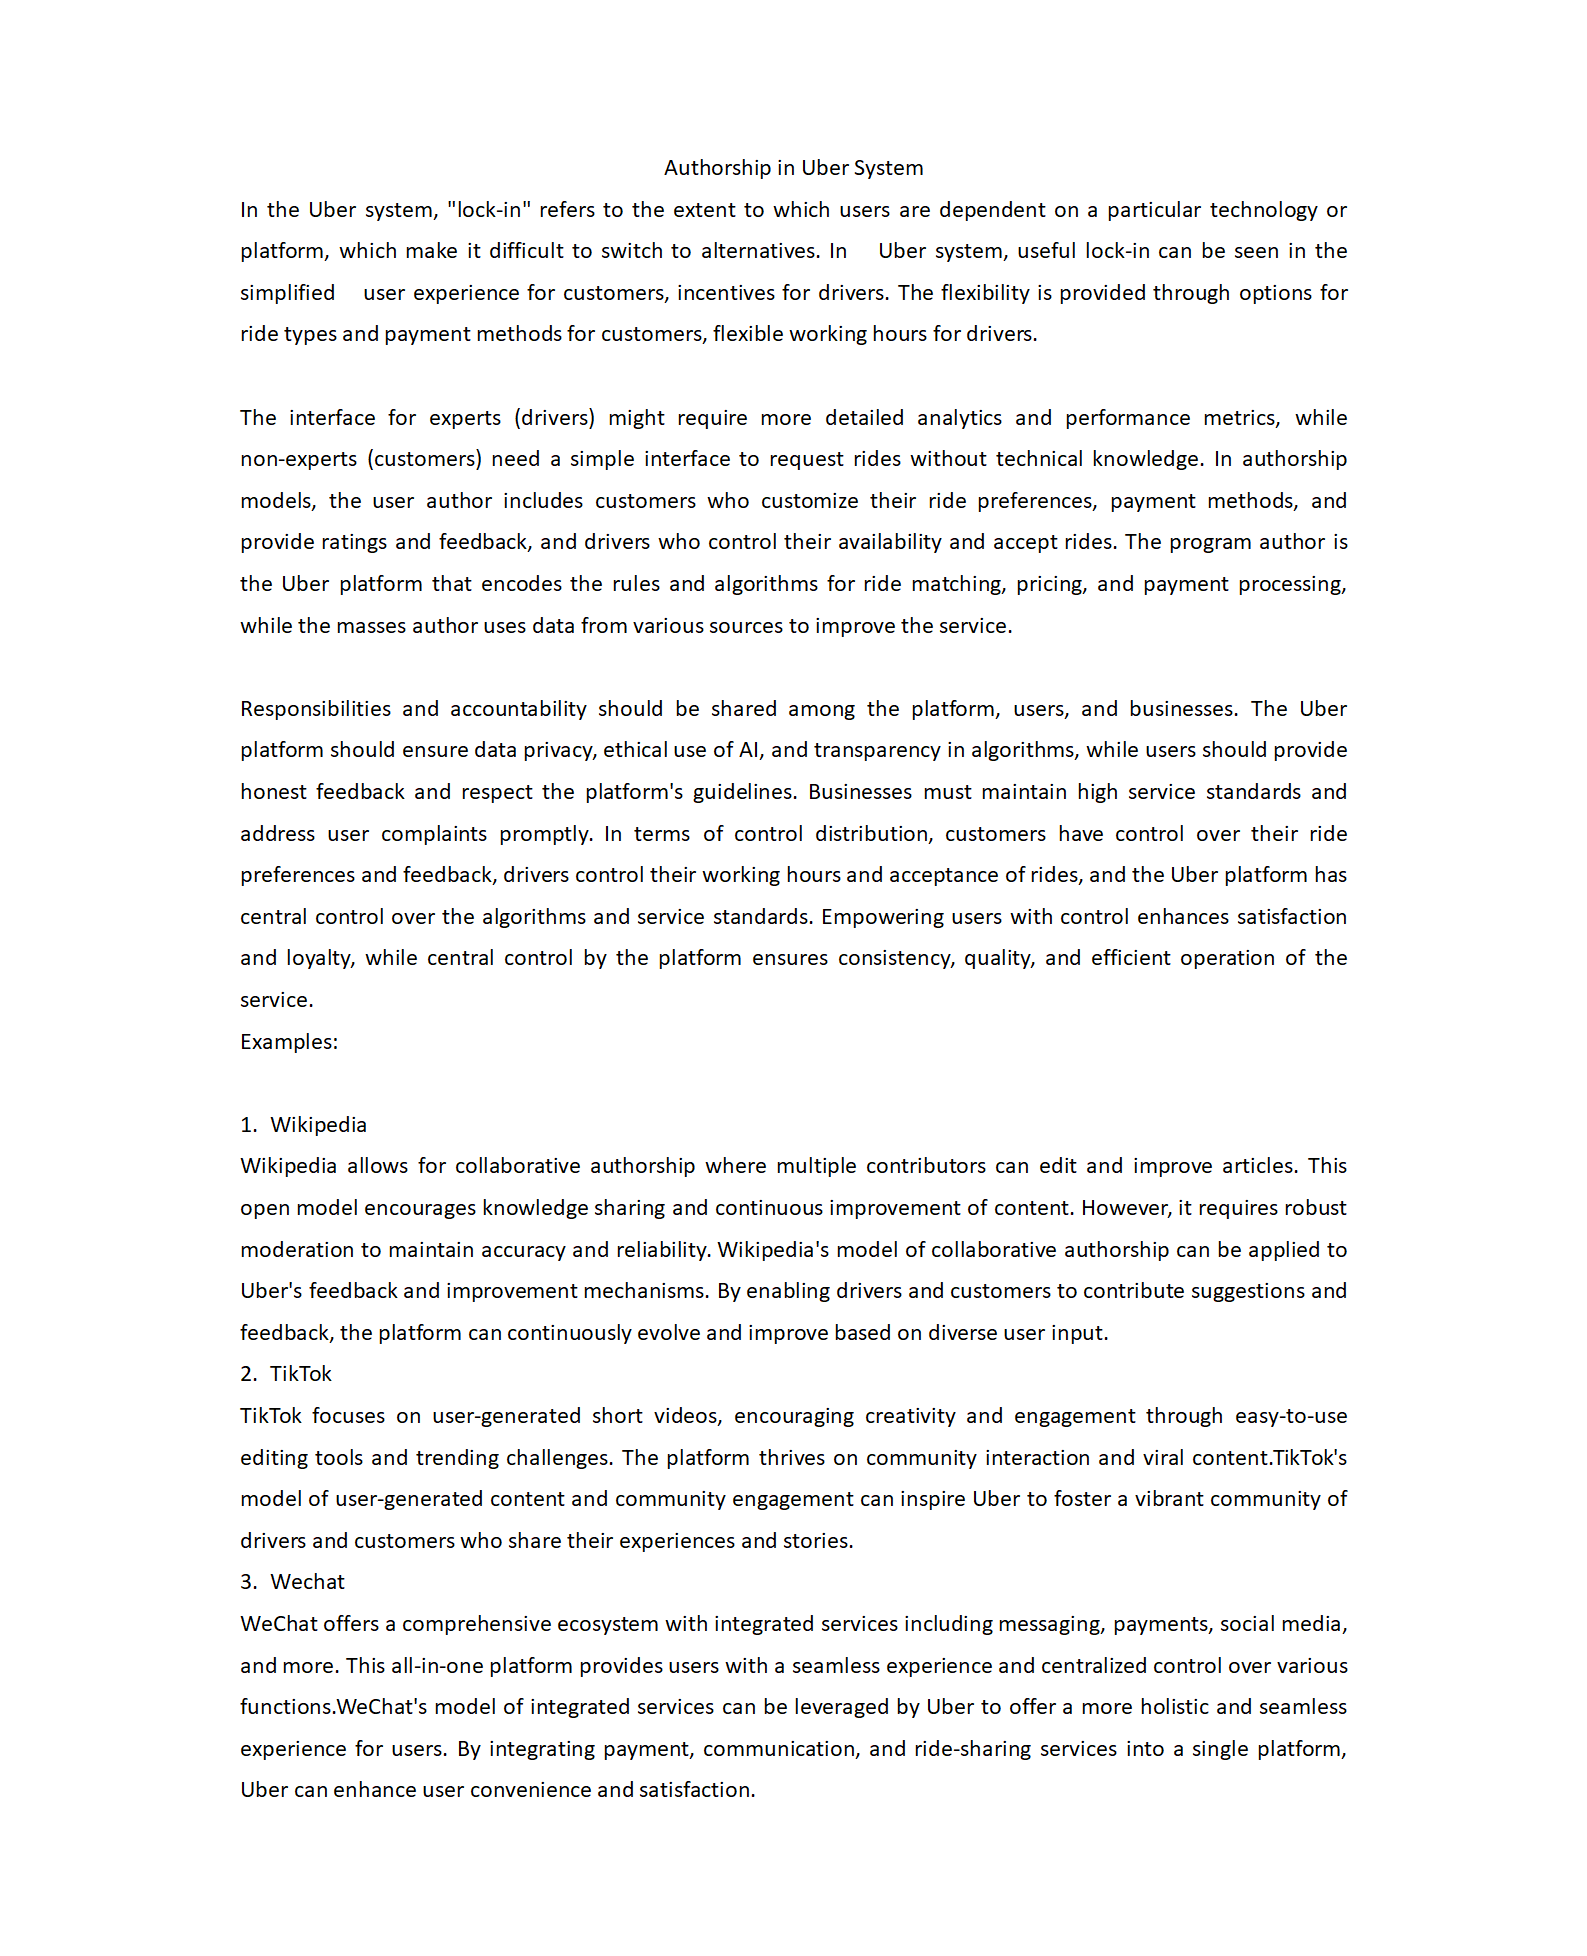 Authorship in Uber System
In the Uber system, "lock-in" refers to the extent to which users are dependent on a particular technology or
platform, which make it difficult to switch to alternatives. In Uber system, useful lock-in can be seen in the
simplified user experience for customers, incentives for drivers. The flexibility is provided through options for
ride types and payment methods for customers, flexible working hours for drivers.
The interface for experts (drivers) might require more detailed analytics and performance metrics, while
non-experts (customers) need a simple interface to request rides without technical knowledge. In authorship
models, the user author includes customers who customize their ride preferences, payment methods, and
provide ratings and feedback, and drivers who control their availability and accept rides. The program author is
the Uber platform that encodes the rules and algorithms for ride matching, pricing, and payment processing,
while the masses author uses data from various sources to improve the service.
Responsibilities and accountability should be shared among the platform, users, and businesses. The Uber
platform should ensure data privacy, ethical use of AI, and transparency in algorithms, while users should provide
honest feedback and respect the platform's guidelines. Businesses must maintain high service standards and
address user complaints promptly. In terms of control distribution, customers have control over their ride
preferences and feedback, drivers control their working hours and acceptance of rides, and the Uber platform has
central control over the algorithms and service standards. Empowering users with control enhances satisfaction
and loyalty, while central control by the platform ensures consistency, quality, and efficient operation of the
service.
Examples:
1. Wikipedia
Wikipedia allows for collaborative authorship where multiple contributors can edit and improve articles. This
open model encourages knowledge sharing and continuous improvement of content. However, it requires robust
moderation to maintain accuracy and reliability. Wikipedia's model of collaborative authorship can be applied to
Uber's feedback and improvement mechanisms. By enabling drivers and customers to contribute suggestions and
feedback, the platform can continuously evolve and improve based on diverse user input.
2. TikTok
TikTok focuses on user-generated short videos, encouraging creativity and engagement through easy-to-use
editing tools and trending challenges. The platform thrives on community interaction and viral content.TikTok's
model of user-generated content and community engagement can inspire Uber to foster a vibrant community of
drivers and customers who share their experiences and stories.
3. Wechat
WeChat offers a comprehensive ecosystem with integrated services including messaging, payments, social media,
and more. This all-in-one platform provides users with a seamless experience and centralized control over various
functions.WeChat's model of integrated services can be leveraged by Uber to offer a more holistic and seamless
experience for users. By integrating payment, communication, and ride-sharing services into a single platform,
Uber can enhance user convenience and satisfaction.